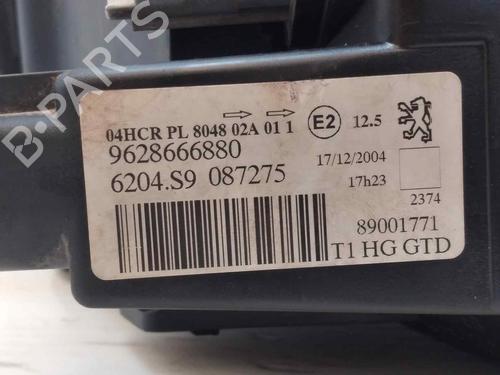 B-PARTS
04HCR PL 8048 02A 01 1 E2 12.5
9628666880 17/12/2004
6204.S9 087275 17h23
2374
89001771
T1 HG GTD